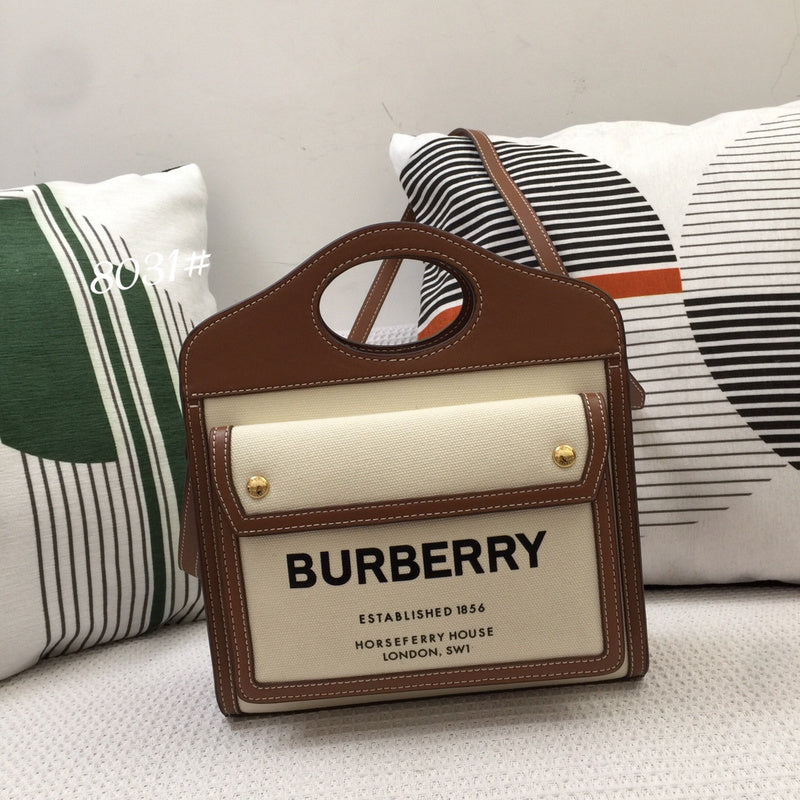 8031#
BURBERRY
ESTABLISHED 1856
HORSEFERRY HOUSE
LONDON, SW1